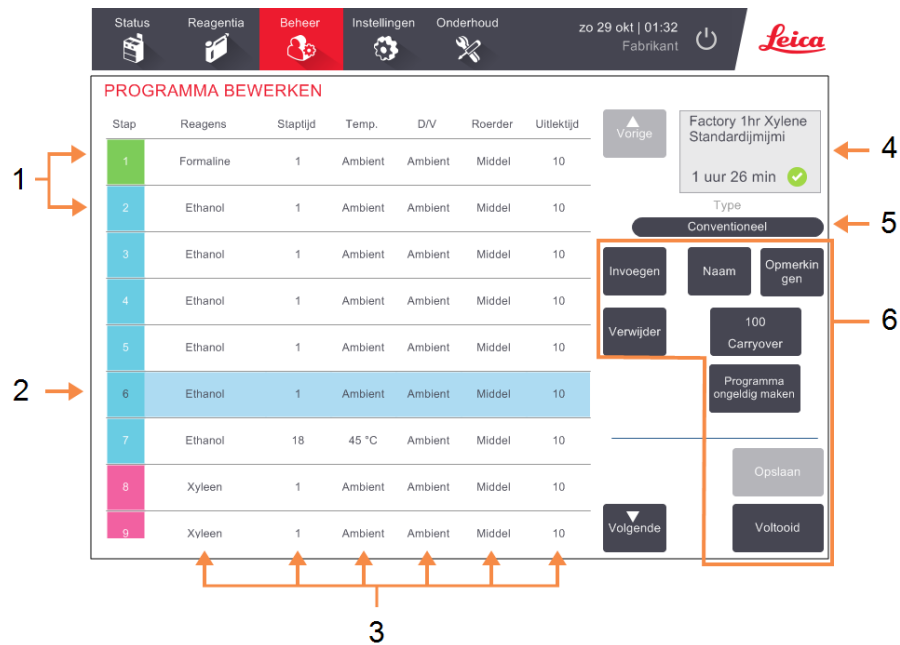 Status Reagentia Beheer Instellingen Onderhoud zo 29 okt | 01:32
Fabrikant
Leica
PROGRAMMA BEWERKEN
Stap Reagens Staptijd Temp. D/V Roerder Uitlektijd
1 Formaline 1 Ambient Ambient Middel 10
2 Ethanol 1 Ambient Ambient Middel 10
3 Ethanol 1 Ambient Ambient Middel 10
4 Ethanol 1 Ambient Ambient Middel 10
5 Ethanol 1 Ambient Ambient Middel 10
6 Ethanol 1 Ambient Ambient Middel 10
7 Ethanol 18 45 °C Ambient Middel 10
8 Xyleen 1 Ambient Ambient Middel 10
9 Xyleen 1 Ambient Ambient Middel 10
Vorige
Factory 1hr Xylene
Standardijmijmi
1 uur 26 min
Type
Conventioneel
Invoegen
Naam
Opmerkin
gen
Verwijder
100
Carryover
Programma
ongeldig maken
Opslaan
Volgende
Voltooid
1
2
3
4
5
6